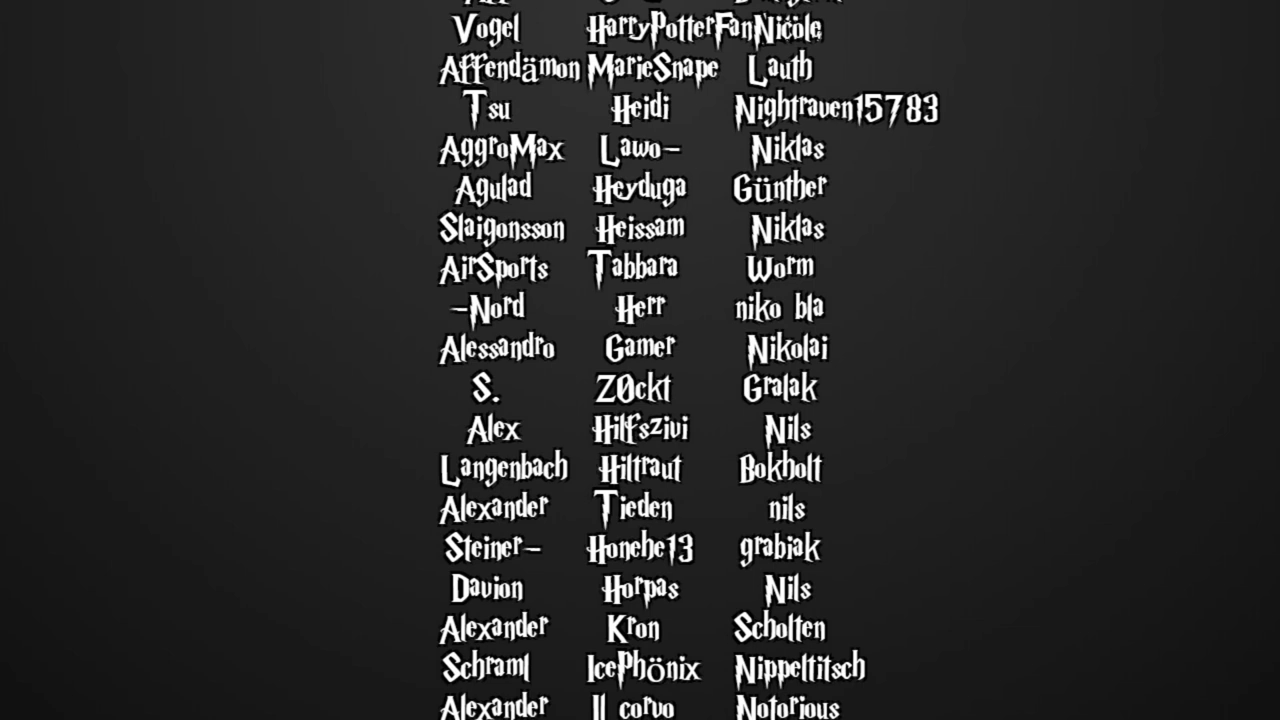 Vogel HarryPotterFanNicole
Affendämon MarieSnape Lauth
Tsu Heidi Nightraven15783
AggroMax Lawo- Niklas
Agulad Heyduga Günther
Slaigonsson Heissam Niklas
AirSports Tabbara Worm
-Nord Herr niko bla
Alessandro Gamer Nikolai
S. Z0ckt Gralak
Alex Hilfszivi Nils
Langenbach Hiltraut Bokholt
Alexander Tieden nils
Steiner- Honehe13 grabiak
Davion Horpas Nils
Alexander Kron Scholten
Schraml IcePhönix Nippeltitsch
Alexander Il corvo Notorious